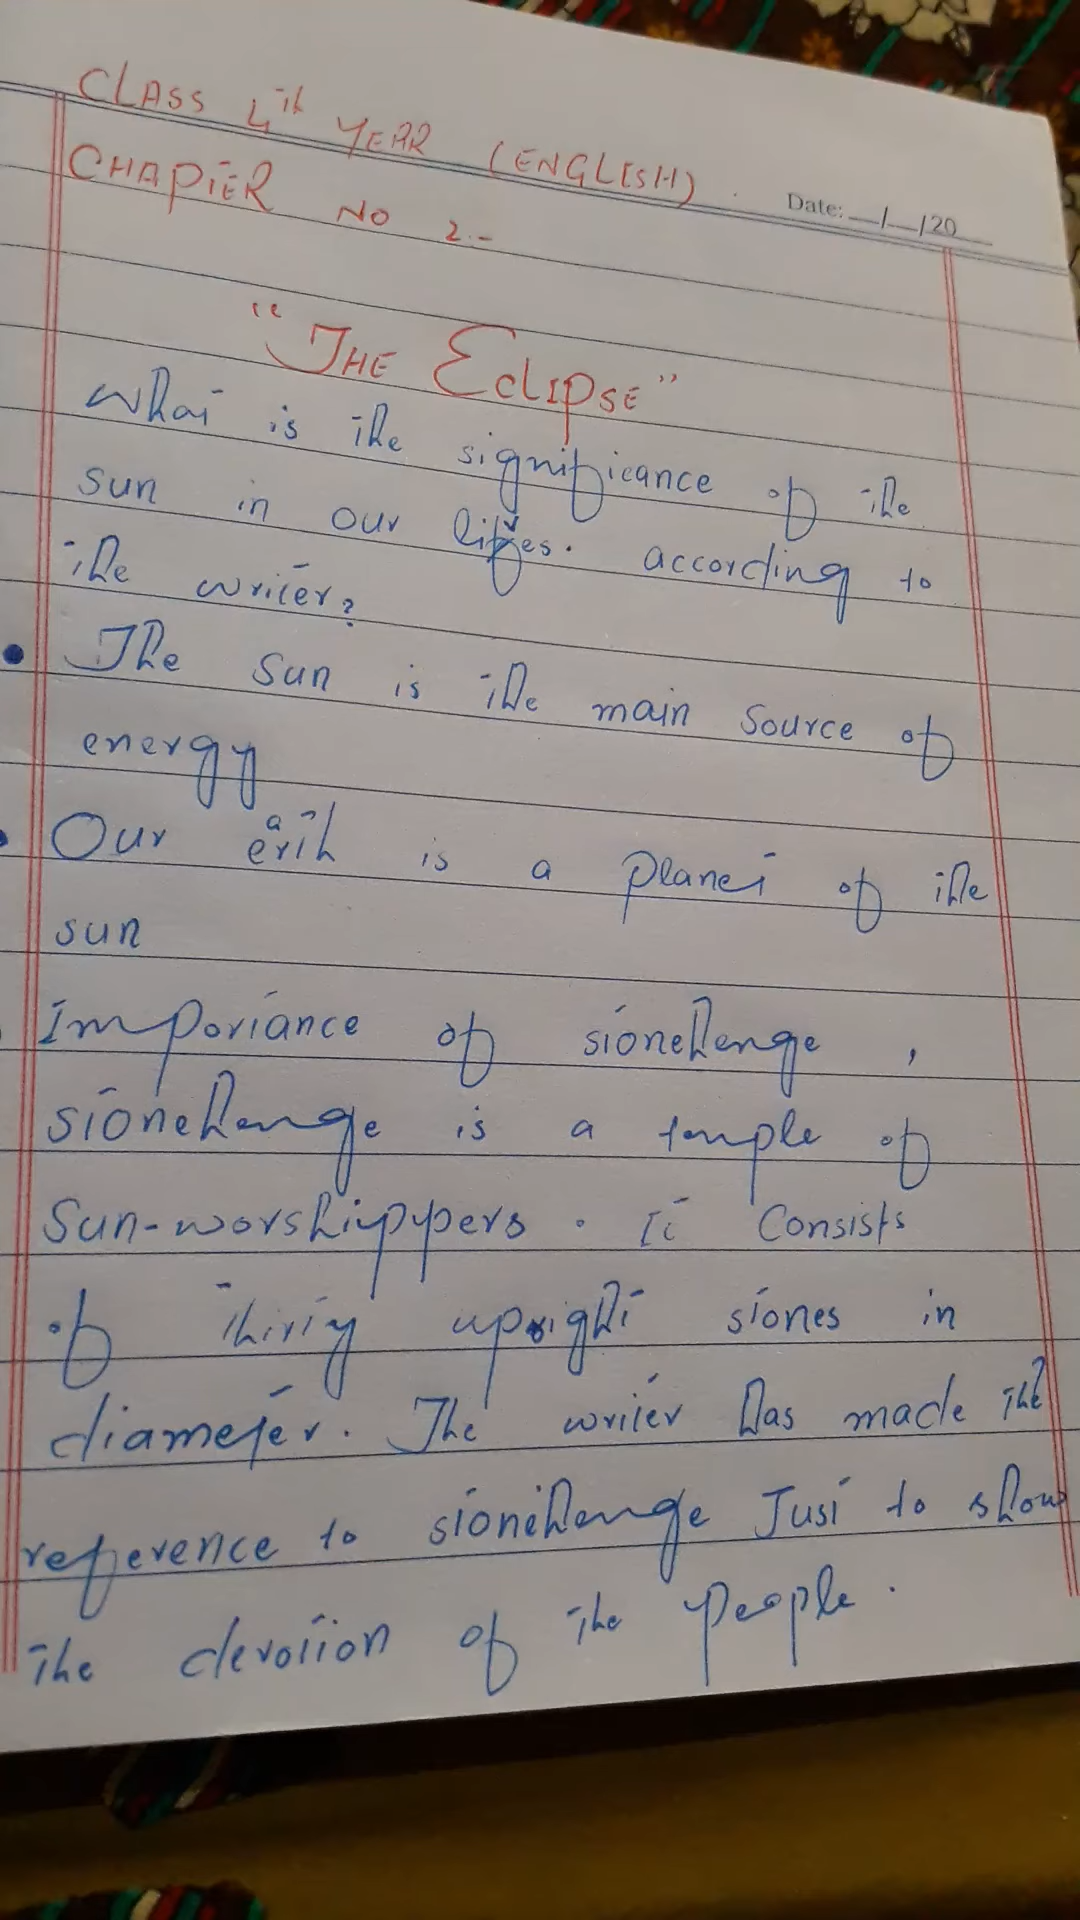 CLASS 4th YEAR (ENGLISH)
Date: __/__/20__
CHAPTER NO 2.-
"THE EClIPSE"
What is the significance of the
sun in our lives. according to
the writer?
The Sun is the main Source of
energy
Our earth is a planet of the
sun
Importance of stonehenge,
stonehenge is a temple of
Sun-worshippers. It Consists
of thirty upright stones in
diameter. The writer has made the
reference to stonehenge Just to show
the devotion of the people.